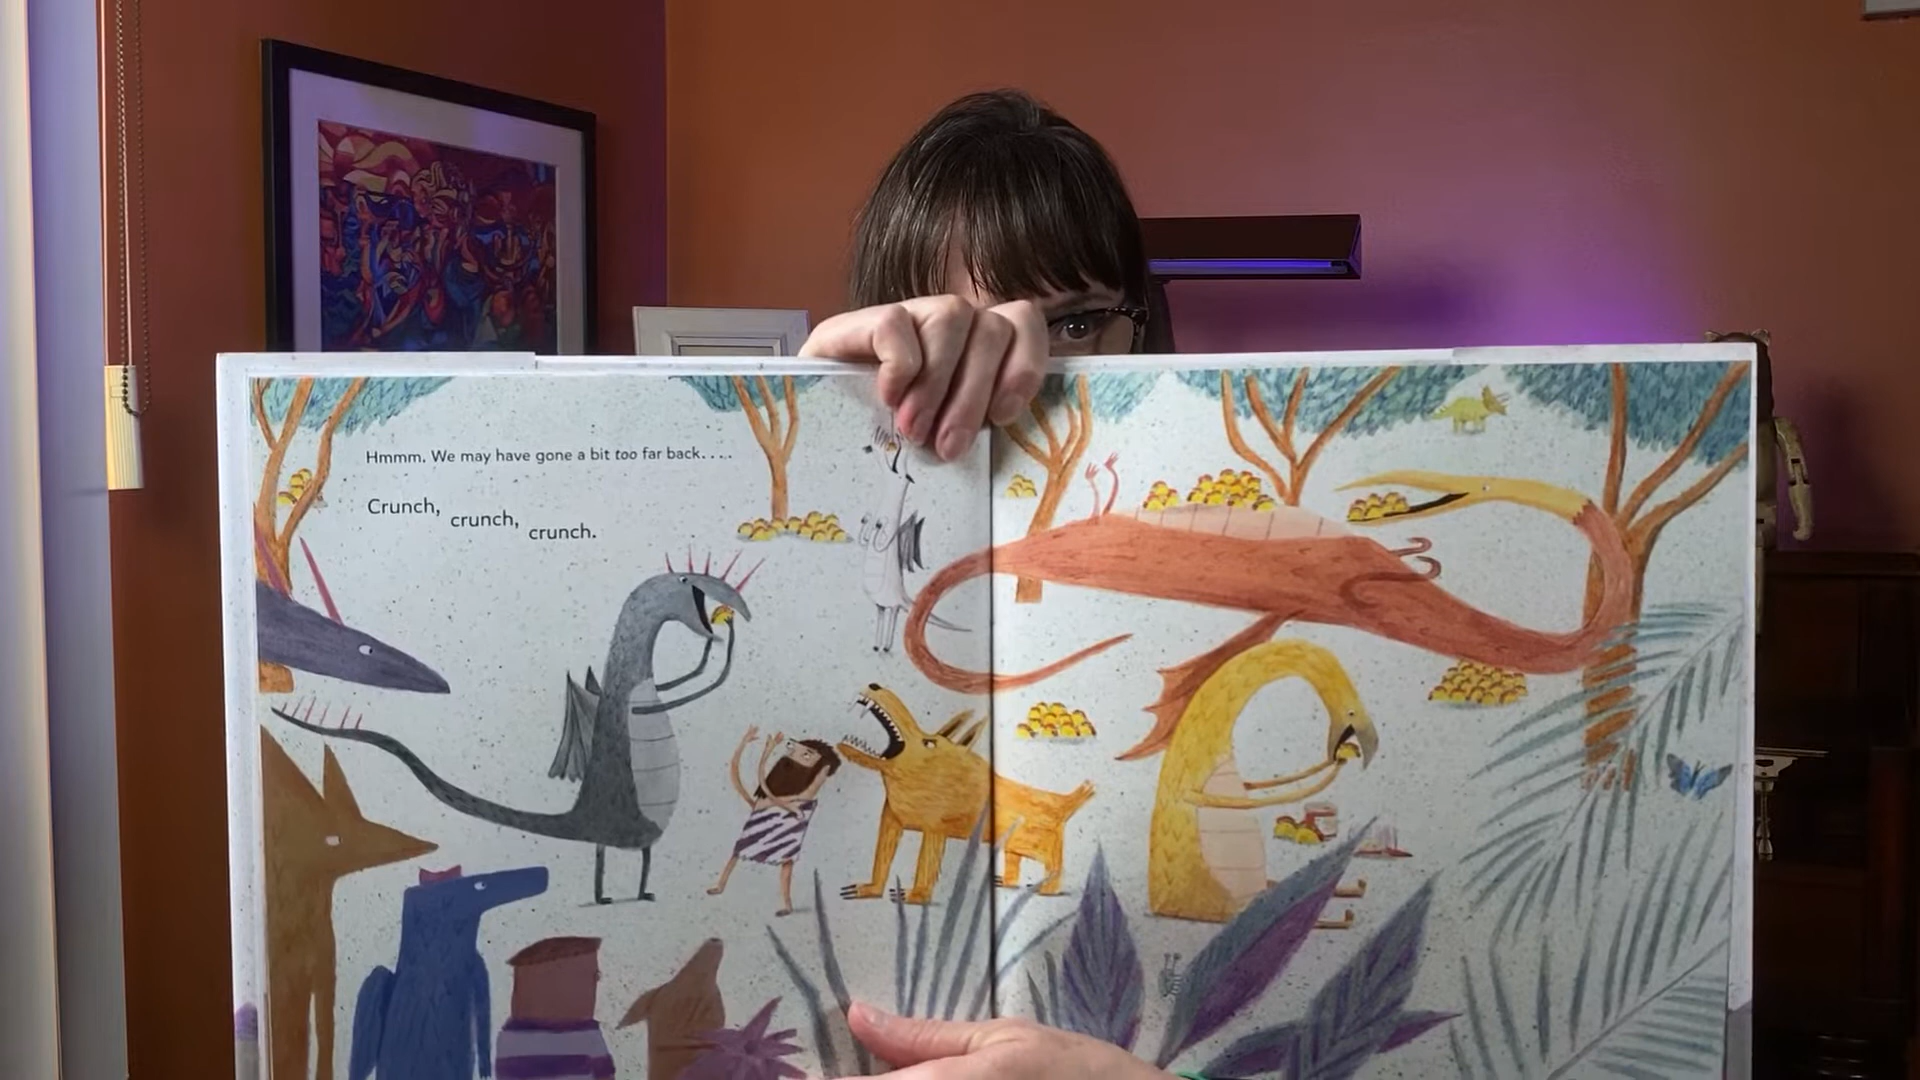 Hmmm. We may have gone a bit too far back.....
Crunch, crunch, crunch.